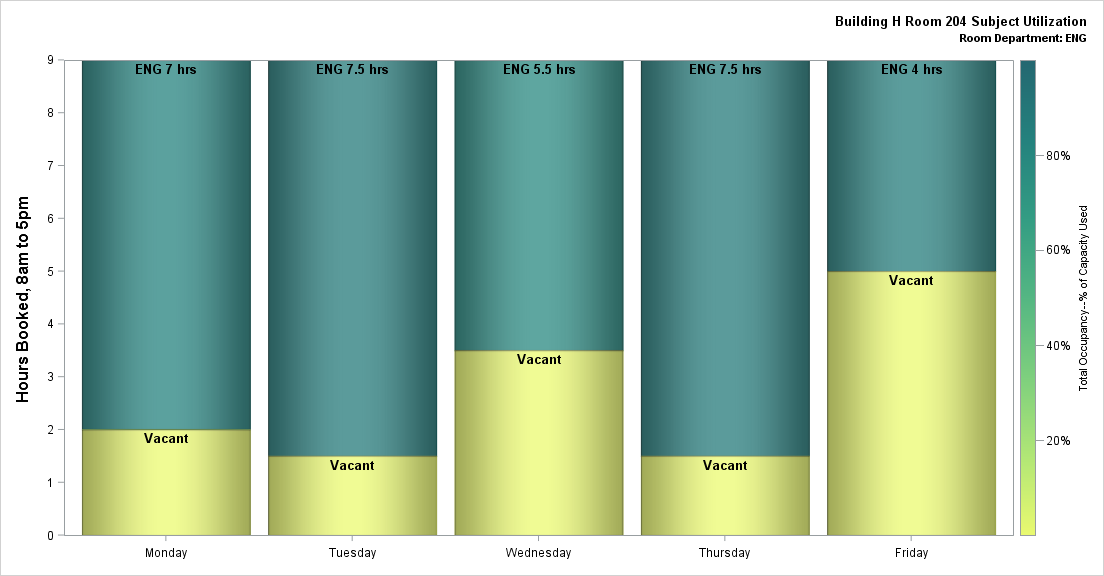 Building H Room 204 Subject Utilization
Room Department: ENG
Hours Booked, 8am to 5pm
9
8
7
6
5
4
3
2
1
0
ENG 7 hrs
ENG 7.5 hrs
ENG 5.5 hrs
ENG 7.5 hrs
ENG 4 hrs
Vacant
Vacant
Vacant
Vacant
Vacant
Monday
Tuesday
Wednesday
Thursday
Friday
80%
60%
40%
20%
Total Occupancy--% of Capacity Used